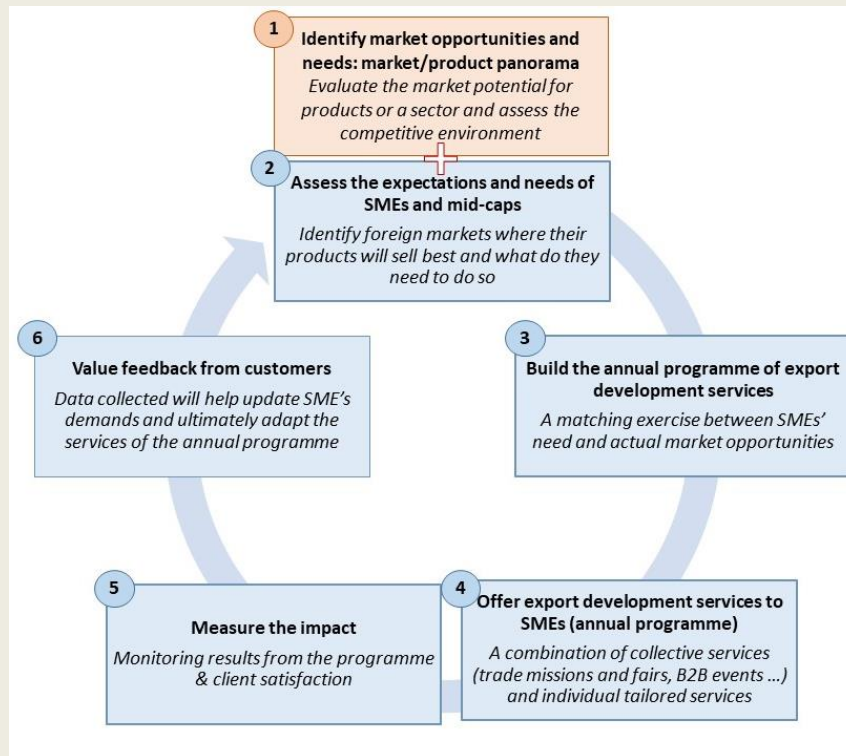 1
Identify market opportunities and
needs: market/product panorama
Evaluate the market potential for
products or a sector and assess the
competitive environment
2
Assess the expectations and needs of
SMEs and mid-caps
Identify foreign markets where their
products will sell best and what do they
need to do so
3
Build the annual programme of export
development services
A matching exercise between SMEs’
need and actual market opportunities
4
Offer export development services to
SMEs (annual programme)
A combination of collective services
(trade missions and fairs, B2B events …)
and individual tailored services
5
Measure the impact
Monitoring results from the programme
& client satisfaction
6
Value feedback from customers
Data collected will help update SME’s
demands and ultimately adapt the
services of the annual programme